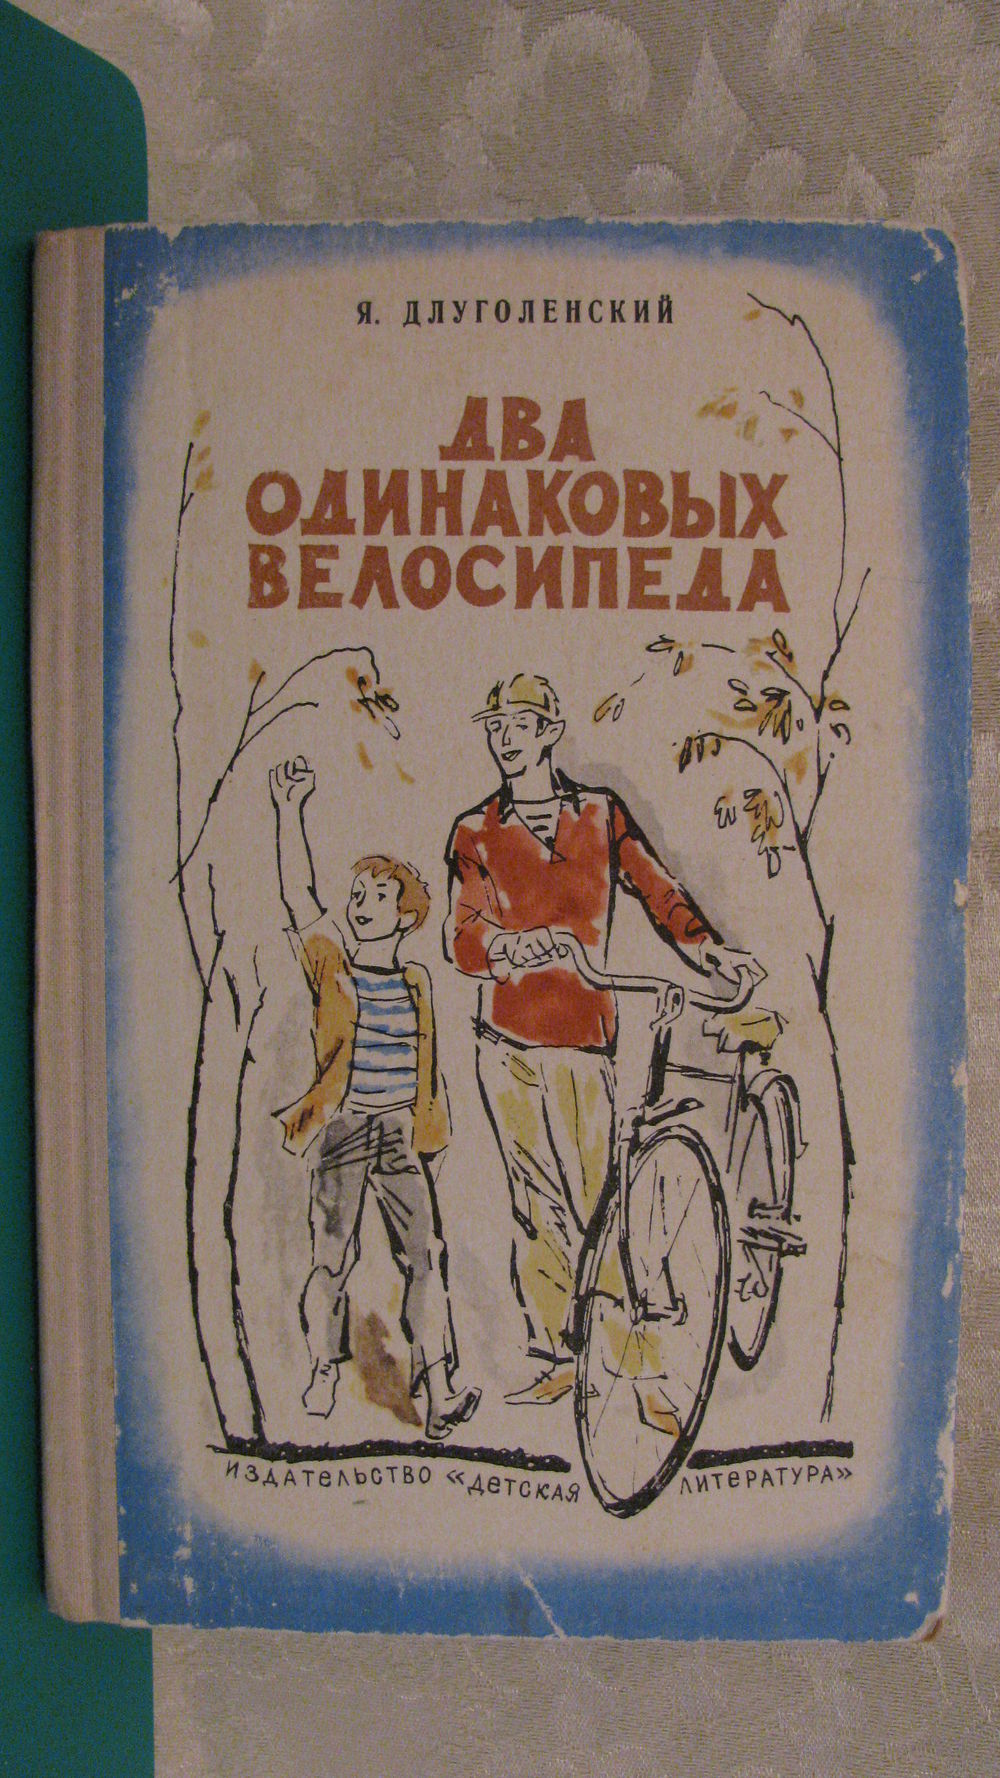 Я. ДЛУГОЛЕНСКИЙ
ДВА
ОДИНАКОВЫХ
ВЕЛОСИПЕДА
ИЗДАТЕЛЬСТВО «ДЕТСКАЯ ЛИТЕРАТУРА»